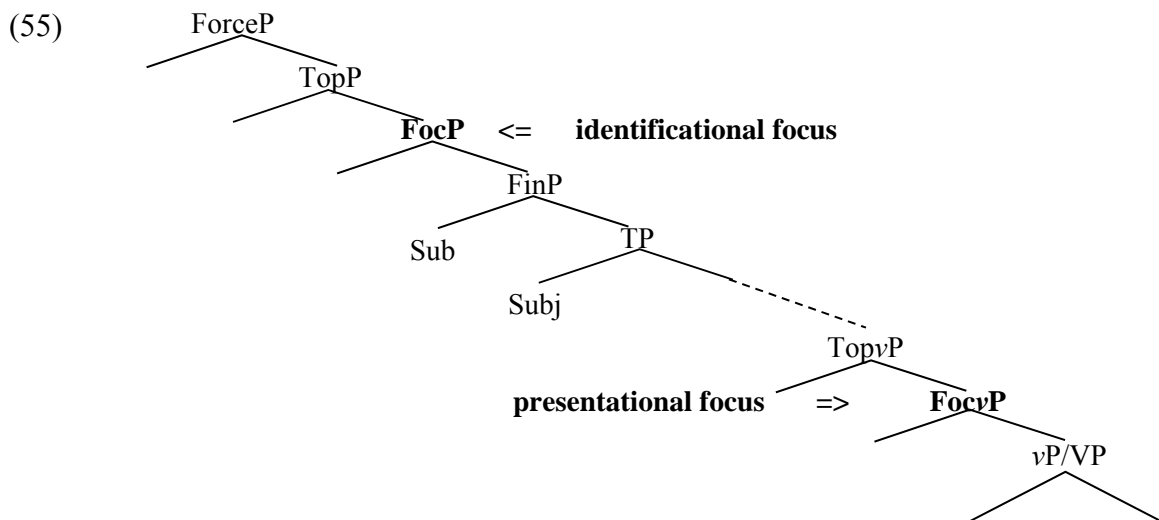 (55) ForceP
TopP
FocP <= identificational focus
FinP
Sub TP
Subj
TopvP
presentational focus => FocvP
vP/VP